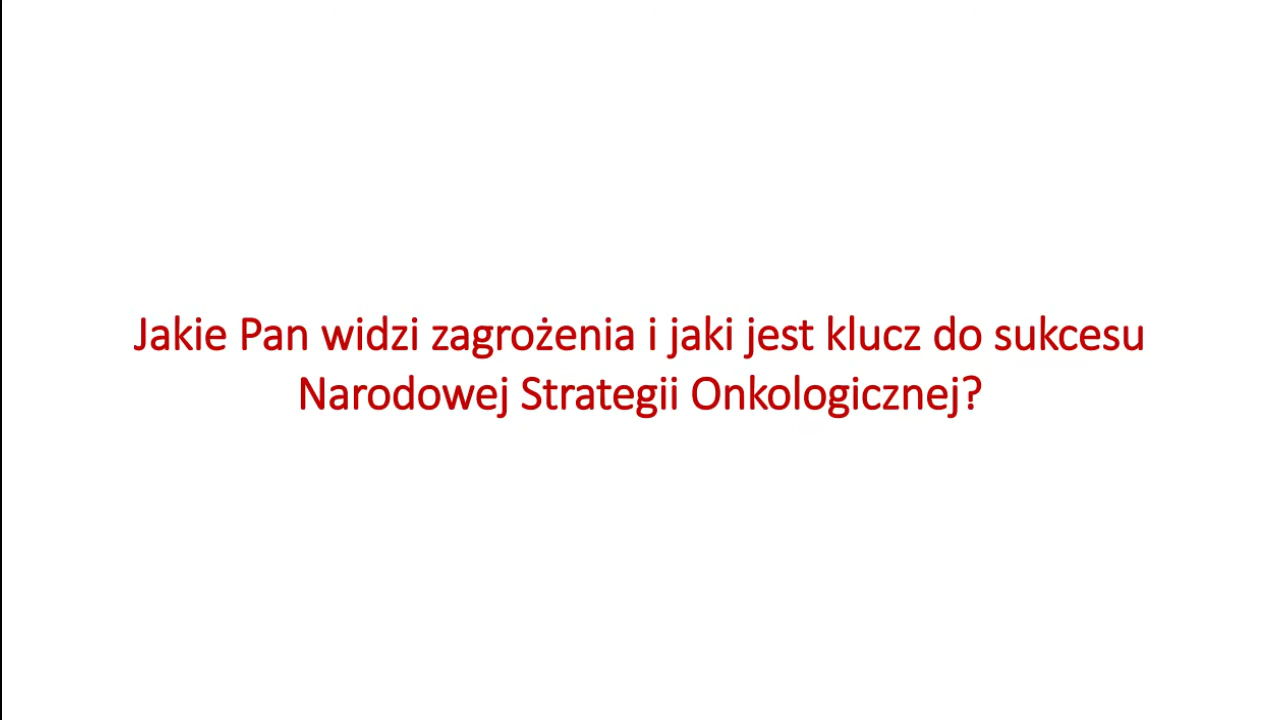 Jakie Pan widzi zagrożenia i jaki jest klucz do sukcesu
Narodowej Strategii Onkologicznej?